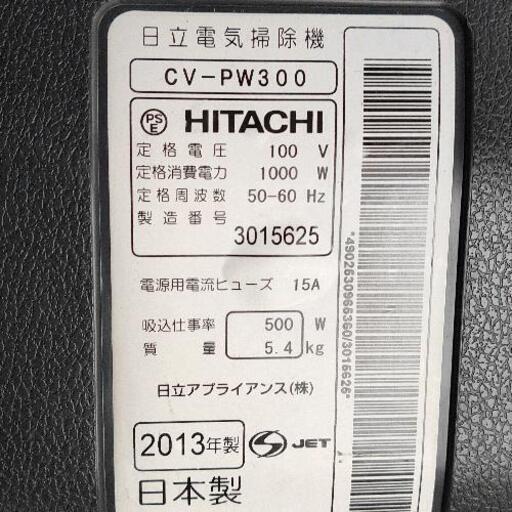 日立電気掃除機
CV-PW300
PSE HITACHI
定格電圧 100 V
定格消費電力 1000 W
定格周波数 50-60 Hz
製造番号
3015625
電源用電流ヒューズ 15A
吸込仕事率 500 W
質量 5.4 kg
日立アプライアンス(株)
2013年製 S JET
日本製
*4902530965360/3015625*